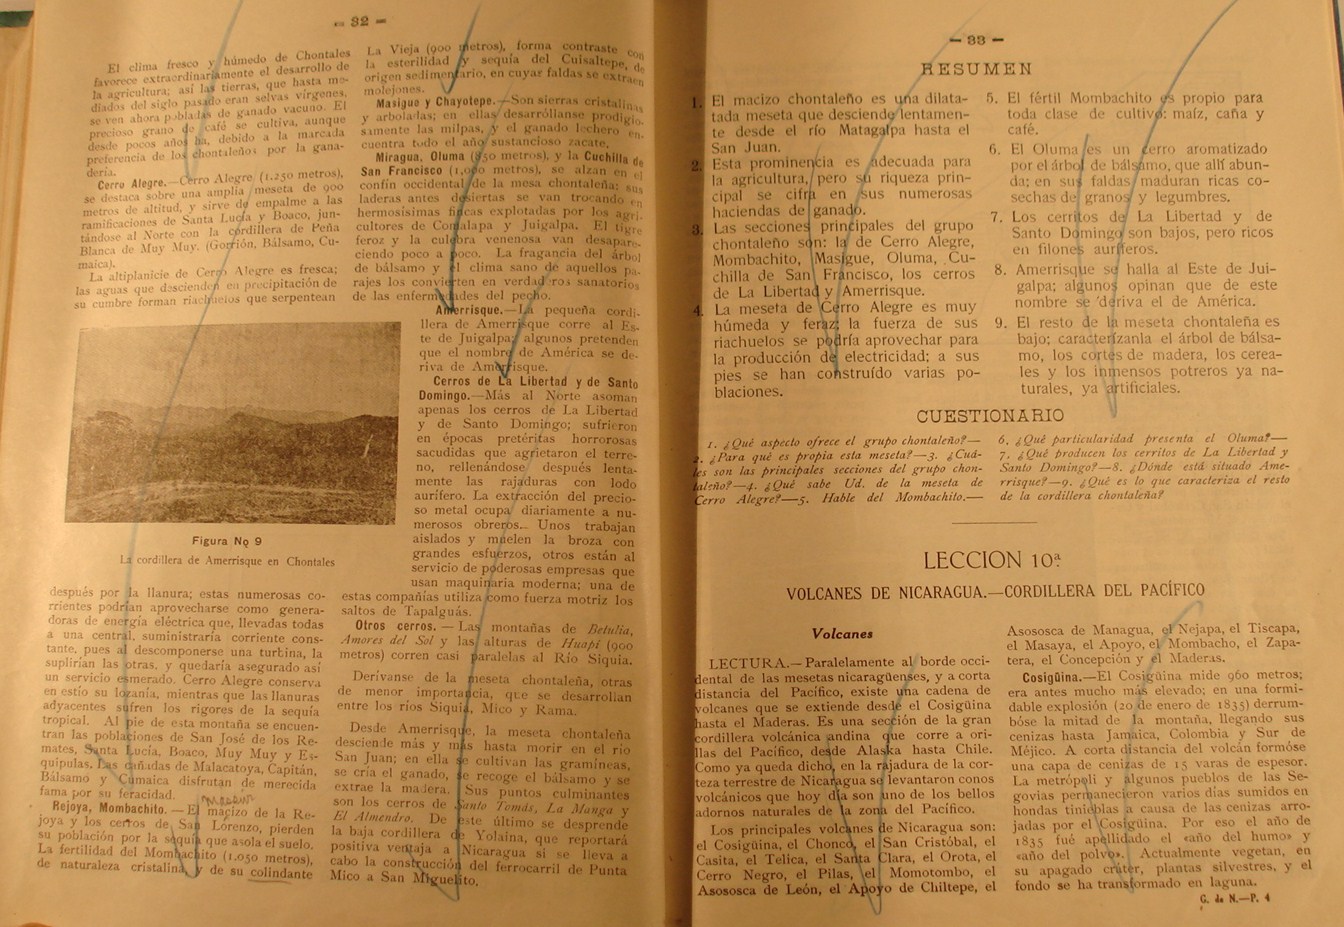 — 32 —
El clima fresco y húmedo de Chontales
favorece extraordinariamente el desarrollo de
la agricultura; así las tierras, que hasta me-
diados del siglo pasado eran selvas vírgenes,
se ven ahora pobladas de ganado vacuno. El
precioso grano de café se cultiva, aunque
desde pocos años ha, debido a la marcada
preferencia de los chontaleños por la gana-
dería.
Cerro Alegre.—Cerro Alegre (1.250 metros),
se destaca sobre una amplia meseta de 900
metros de altitud, y sirve de empalme a las
ramificaciones de Santa Lucía y Boaco, jun-
tándose al Norte con la cordillera de Peña
Blanca de Muy Muy. (Gorrión, Bálsamo, Cu-
maica).
La altiplanicie de Cerro Alegre es fresca;
las aguas que descienden en precipitación de
su cumbre forman riachuelos que serpentean
Figura No 9
La cordillera de Amerrisque en Chontales
después por la llanura; estas numerosas co-
rrientes podrían aprovecharse como genera-
doras de energía eléctrica que, llevadas todas
a una central, suministraría corriente cons-
tante, pues al descomponerse una turbina, la
suplirían las otras, y quedaría asegurado así
un servicio esmerado. Cerro Alegre conserva
en estío su lozanía, mientras que las llanuras
adyacentes sufren los rigores de la sequía
tropical. Al pie de esta montaña se encuen-
tran las poblaciones de San José de los Re-
mates, Santa Lucía, Boaco, Muy Muy y Es-
quipulas. Las cañadas de Malacatoya, Capitán,
Bálsamo y Cumaica disfrutan de merecida
fama por su feracidad.
Rejoya, Mombachito.—El macizo de la Re-
joya y los cerros de San Lorenzo, pierden
su población por la sequía que asola el suelo.
La fertilidad del Mombachito (1.050 metros),
de naturaleza cristalina, y de su colindante
La Vieja (900 metros), forma contraste con
la esterilidad y sequía del Cuisaltepe, de
origen sedimentario, en cuyar faldas se extraen
molejones.
Masigue y Chayotepe.—Son sierras cristalinas
y arboladas; en ellas desarróllanse prodigio-
samente las milpas, y el ganado lechero en-
cuentra todo el año sustancioso zacate.
Miragua, Oluma (850 metros), y la Cuchilla de
San Francisco (1,000 metros), se alzan en el
confín occidental de la mesa chontaleña; sus
laderas antes desiertas se van trocando en
hermosísimas fincas explotadas por los agri-
cultores de Comalapa y Juigalpa. El tigre
feroz y la culebra venenosa van desapare-
ciendo poco a poco. La fragancia del árbol
de bálsamo y el clima sano de aquellos pa-
rajes los convierten en verdaderos sanatorios
de las enfermedades del pecho.
Amerrisque.—La pequeña cordi-
llera de Amerrisque corre al Es-
te de Juigalpa; algunos pretenden
que el nombre de América se de-
riva de Amerrisque.
Cerros de La Libertad y de Santo
Domingo.—Más al Norte asoman
apenas los cerros de La Libertad
y de Santo Domingo; sufrieron
en épocas pretéritas horrorosas
sacudidas que agrietaron el terre-
no, rellenándose después lenta-
mente las rajaduras con lodo
aurífero. La extracción del precio-
so metal ocupa diariamente a nu-
merosos obreros. Unos trabajan
aislados y muelen la broza con
grandes esfuerzos, otros están al
servicio de poderosas empresas que
usan maquinaria moderna; una de
estas compañías utiliza como fuerza motriz los
saltos de Tapalguás.
Otros cerros. — Las montañas de Betulia,
Amores del Sol y las alturas de Huapí (900
metros) corren casi paralelas al Río Siquia.
Derívanse de la meseta chontaleña, otras
de menor importancia, que se desarrollan
entre los ríos Siquia, Mico y Rama.
Desde Amerrisque, la meseta chontaleña
desciende más y más hasta morir en el río
San Juan; en ella se cultivan las gramíneas,
se cría el ganado, se recoge el bálsamo y se
extrae la madera. Sus puntos culminantes
son los cerros de Santo Tomás, La Manga y
El Almendro. De este último se desprende
la baja cordillera de Yolaina, que reportará
positiva ventaja a Nicaragua si se lleva a
cabo la construcción del ferrocarril de Punta
Mico a San Miguelito.
— 33 —
RESUMEN
1. El macizo chontaleño es una dilata-
tada meseta que desciende lentamen-
te desde el río Matagalpa hasta el
San Juan.
2. Esta prominencia es adecuada para
la agricultura, pero su riqueza prin-
cipal se cifra en sus numerosas
haciendas de ganado.
3. Las secciones principales del grupo
chontaleño son: la de Cerro Alegre,
Mombachito, Masigue, Oluma, Cu-
chilla de San Francisco, los cerros
de La Libertad y Amerrisque.
4. La meseta de Cerro Alegre es muy
húmeda y feraz; la fuerza de sus
riachuelos se podría aprovechar para
la producción de electricidad; a sus
pies se han construído varias po-
blaciones.
5. El fértil Mombachito es propio para
toda clase de cultivo: maíz, caña y
café.
6. El Oluma es un cerro aromatizado
por el árbol de bálsamo, que allí abun-
da; en sus faldas maduran ricas co-
sechas de granos y legumbres.
7. Los cerritos de La Libertad y de
Santo Domingo son bajos, pero ricos
en filones auríferos.
8. Amerrisque se halla al Este de Jui-
galpa; algunos opinan que de este
nombre se deriva el de América.
9. El resto de la meseta chontaleña es
bajo; caracterízanla el árbol de bálsa-
mo, los cortes de madera, los cerea-
les y los inmensos potreros ya na-
turales, ya artificiales.
CUESTIONARIO
1. ¿Qué aspecto ofrece el grupo chontaleño?—
2. ¿Para qué es propia esta meseta?—3. ¿Cuá-
les son las principales secciones del grupo chon-
taleño?—4. ¿Qué sabe Ud. de la meseta de
Cerro Alegre?—5. Hable del Mombachito.—
6. ¿Qué particularidad presenta el Oluma?—
7. ¿Qué producen los cerritos de La Libertad y
Santo Domingo?—8. ¿Dónde está situado Ame-
rrisque?—9. ¿Qué es lo que caracteriza el resto
de la cordillera chontaleña?
LECCION 10ª
VOLCANES DE NICARAGUA.—CORDILLERA DEL PACÍFICO
Volcanes
LECTURA.—Paralelamente al borde occi-
dental de las mesetas nicaragüenses, y a corta
distancia del Pacífico, existe una cadena de
volcanes que se extiende desde el Cosigüina
hasta el Maderas. Es una sección de la gran
cordillera volcánica andina que corre a ori-
llas del Pacífico, desde Alaska hasta Chile.
Como ya queda dicho, en la rajadura de la cor-
teza terrestre de Nicaragua se levantaron conos
volcánicos que hoy día son uno de los bellos
adornos naturales de la zona del Pacífico.
Los principales volcanes de Nicaragua son:
el Cosigüina, el Chonco, el San Cristóbal, el
Casita, el Telica, el Santa Clara, el Orota, el
Cerro Negro, el Pilas, el Momotombo, el
Asososca de León, el Apoyo de Chiltepe, el
Asososca de Managua, el Nejapa, el Tiscapa,
el Masaya, el Apoyo, el Mombacho, el Zapa-
tera, el Concepción y el Maderas.
Cosigüina.—El Cosigüina mide 960 metros;
era antes mucho más elevado; en una formi-
dable explosión (20 de enero de 1835) derrum-
bóse la mitad de la montaña, llegando sus
cenizas hasta Jamaica, Colombia y Sur de
Méjico. A corta distancia del volcán formóse
una capa de cenizas de 15 varas de espesor.
La metrópoli y algunos pueblos de las Se-
govias permanecieron varios días sumidos en
hondas tinieblas a causa de las cenizas arro-
jadas por el Cosigüina. Por eso el año de
1835 fué apellidado el «año del humo» y
«año del polvo». Actualmente vegetan, en
su apagado cráter, plantas silvestres, y el
fondo se ha transformado en laguna.
G. de N.—P. 4